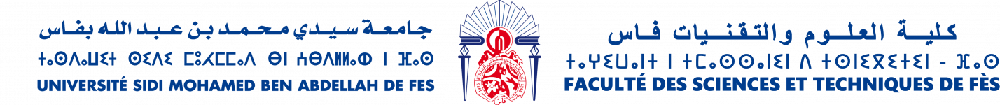 جامعة سيدي محمد بن عبد الله بفاس
ⵜⴰⵙⴷⴰⵡⵉⵜ ⵙⵉⴷⵉ ⵎⵓⵃⵎⵎⴰⴷ ⴱⵏ ⵄⴱⴷⵍⵍⴰⵀ ⵏ ⴼⴰⵙ
UNIVERSITÉ SIDI MOHAMED BEN ABDELLAH DE FES
كلية العلوم والتقنيات فاس
ⵜⴰⵖⵉⵡⴰⵏⵜ ⵏ ⵜⵎⴰⵙⵙⴰⵏⵉⵏ ⴷ ⵜⵙⵏⵉⴳⵉⵜⵉⵏ - ⴼⴰⵙ
FACULTÉ DES SCIENCES ET TECHNIQUES DE FÈS